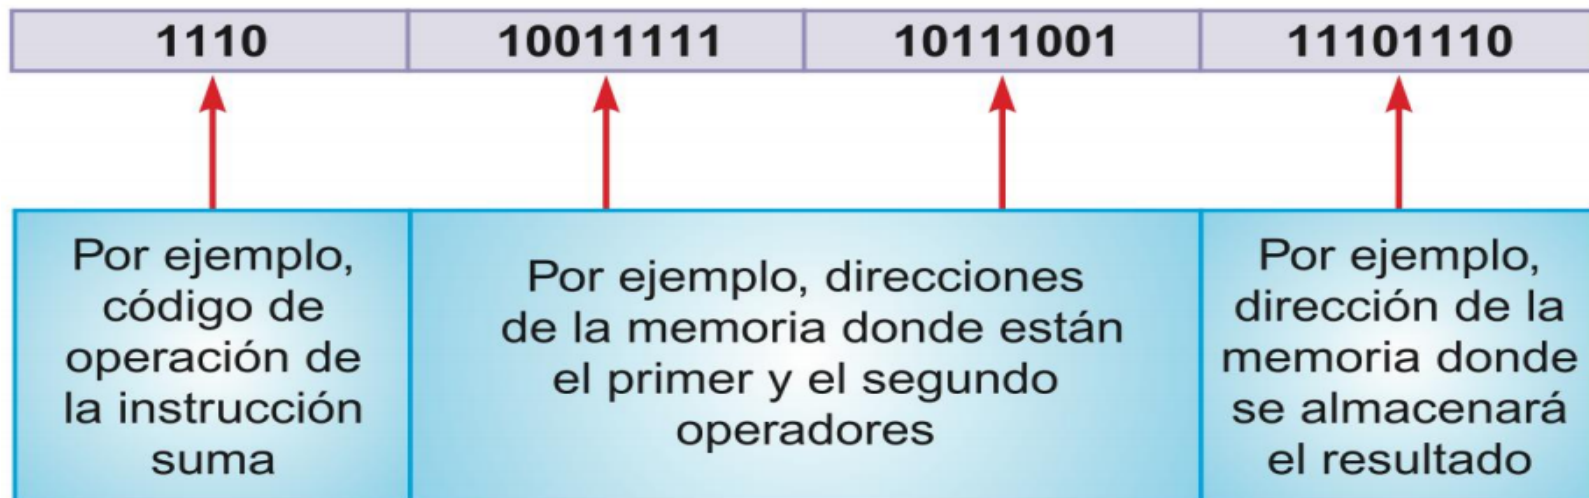 1110 10011111 10111001 11101110
Por ejemplo,
código de
operación de
la instrucción
suma
Por ejemplo, direcciones
de la memoria donde están
el primer y el segundo
operadores
Por ejemplo,
dirección de la
memoria donde
se almacenará
el resultado